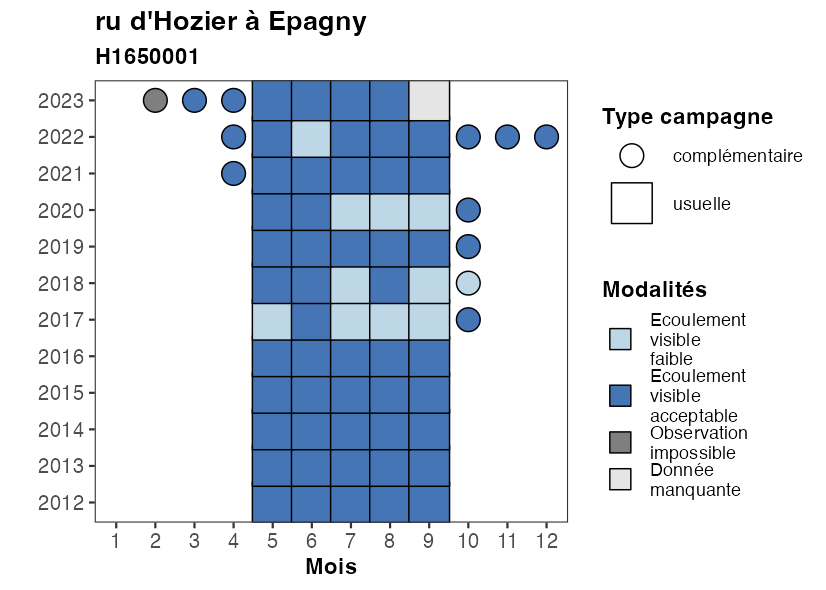 ru d'Hozier à Epagny
H1650001
2023
2022
2021
2020
2019
2018
2017
2016
2015
2014
2013
2012
1 2 3 4 5 6 7 8 9 10 11 12
Mois
Type campagne
complémentaire
usuelle
Modalités
Ecoulement
visible
faible
Ecoulement
visible
acceptable
Observation
impossible
Donnée
manquante